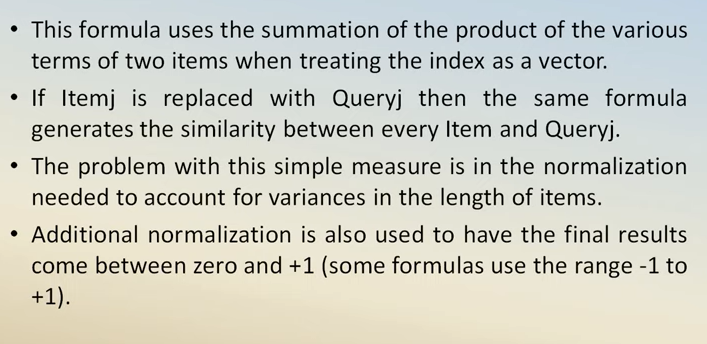 • This formula uses the summation of the product of the various
terms of two items when treating the index as a vector.
• If Itemj is replaced with Queryj then the same formula
generates the similarity between every Item and Queryj.
• The problem with this simple measure is in the normalization
needed to account for variances in the length of items.
• Additional normalization is also used to have the final results
come between zero and +1 (some formulas use the range -1 to
+1).